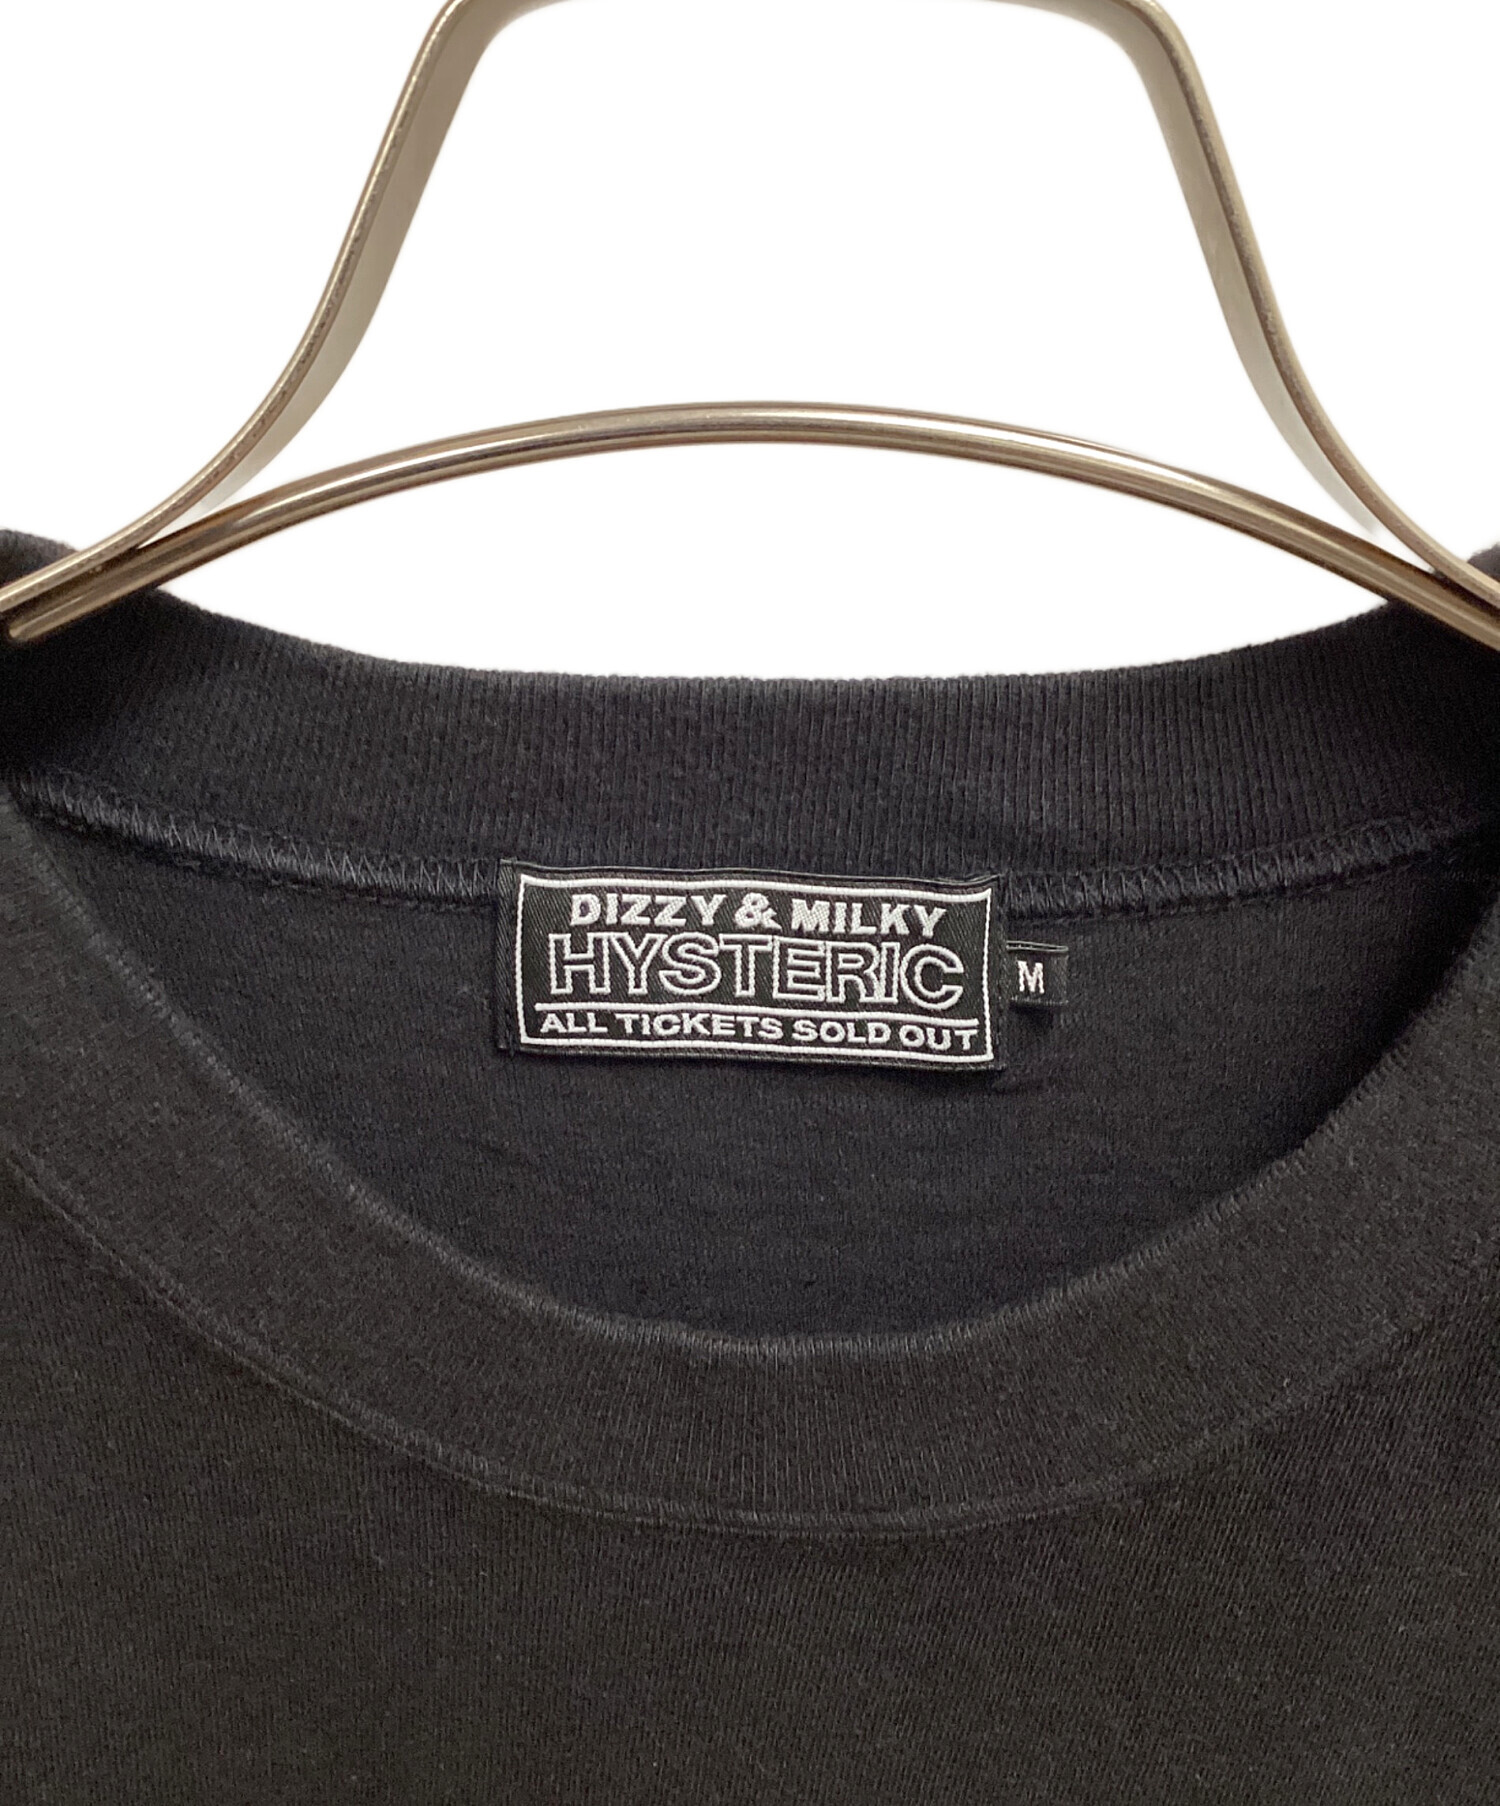 DIZZY & MILKY
HYSTERIC
ALL TICKETS SOLD OUT
M